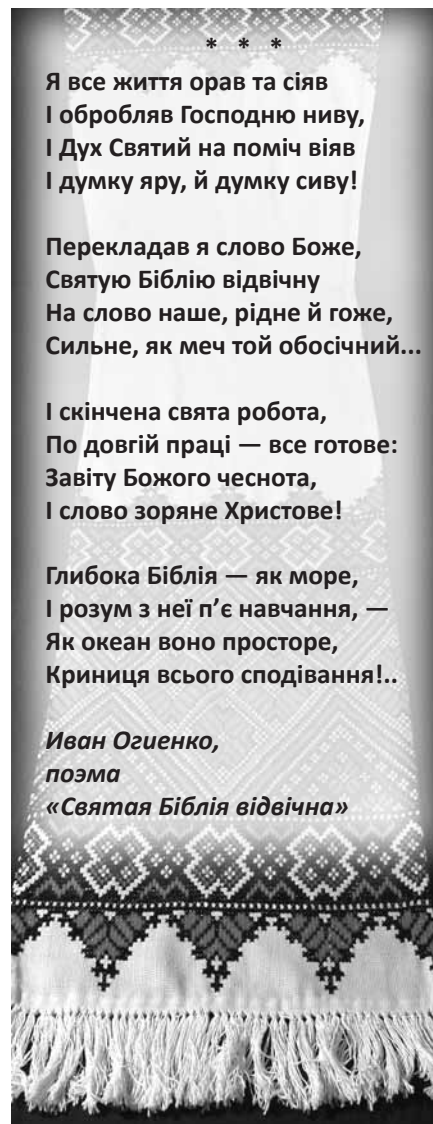 * * *
Я все життя орав та сіяв
І обробляв Господню ниву,
І Дух Святий на поміч віяв
І думку яру, й думку сиву!
Перекладав я слово Боже,
Святую Біблію відвічну
На слово наше, рідне й гоже,
Сильне, як меч той обосічний...
І скінчена свята робота,
По довгій праці — все готове:
Завіту Божого чеснота,
І слово зоряне Христове!
Глибока Біблія — як море,
І розум з неї п’є навчання, —
Як океан воно просторе,
Криниця всього сподівання!..
Иван Огиенко,
поэма
«Святая Біблія відвічна»